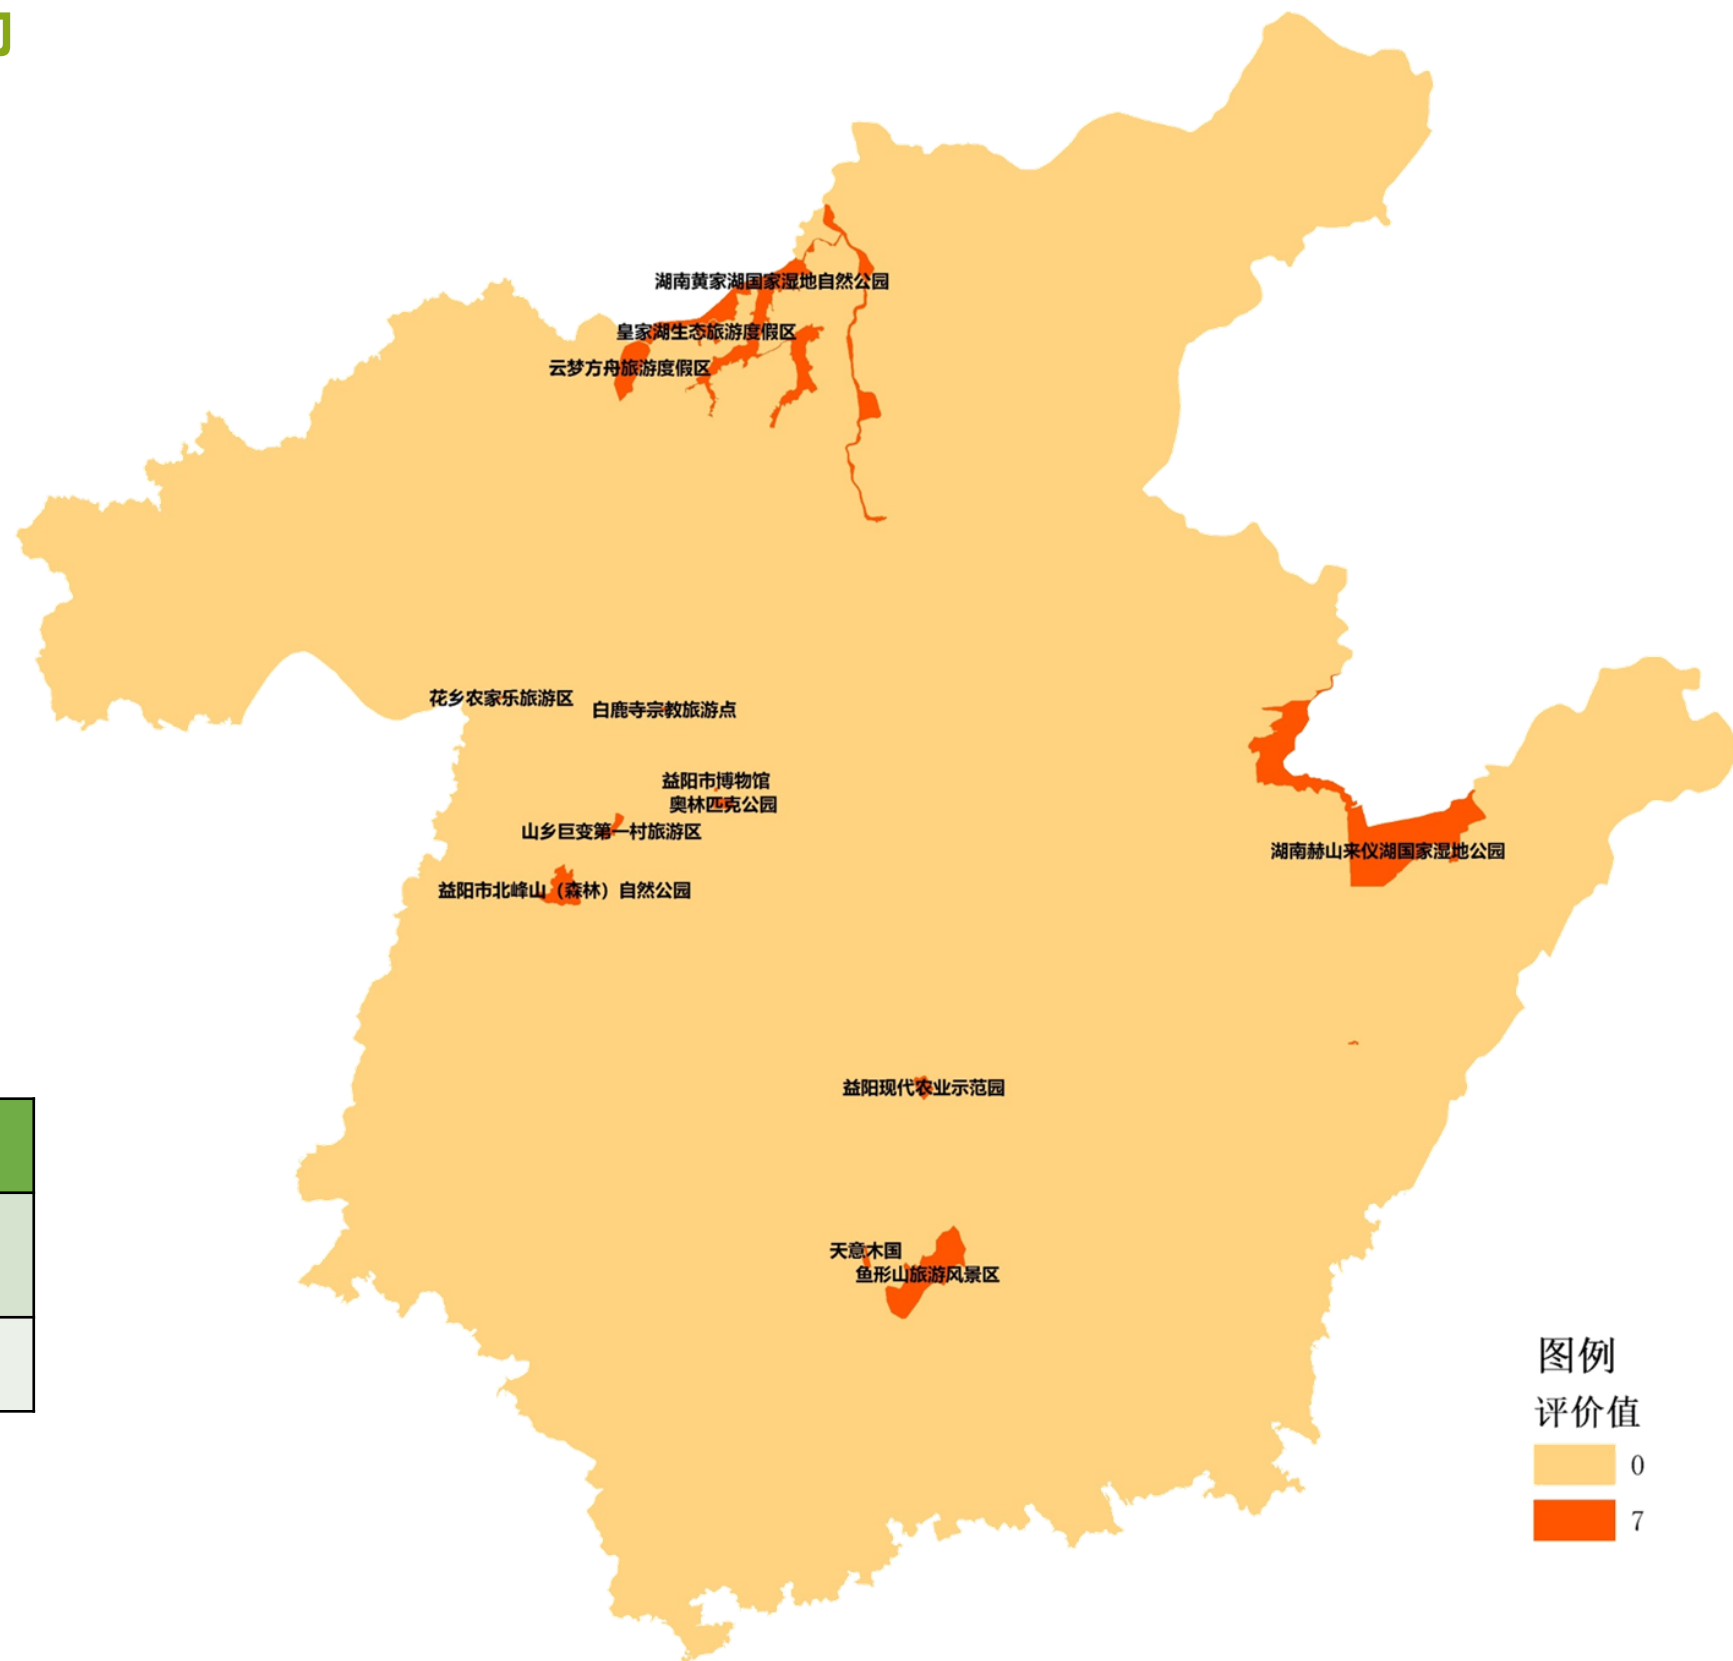 湖南黄家湖国家湿地自然公园
皇家湖生态旅游度假区
云梦方舟旅游度假区
花乡农家乐旅游区
白鹿寺宗教旅游点
益阳市博物馆
奥林匹克公园
山乡巨变第一村旅游区
湖南赫山来仪湖国家湿地公园
益阳市北峰山（森林）自然公园
益阳现代农业示范园
天意木国
鱼形山旅游风景区
图例
评价值
0
7